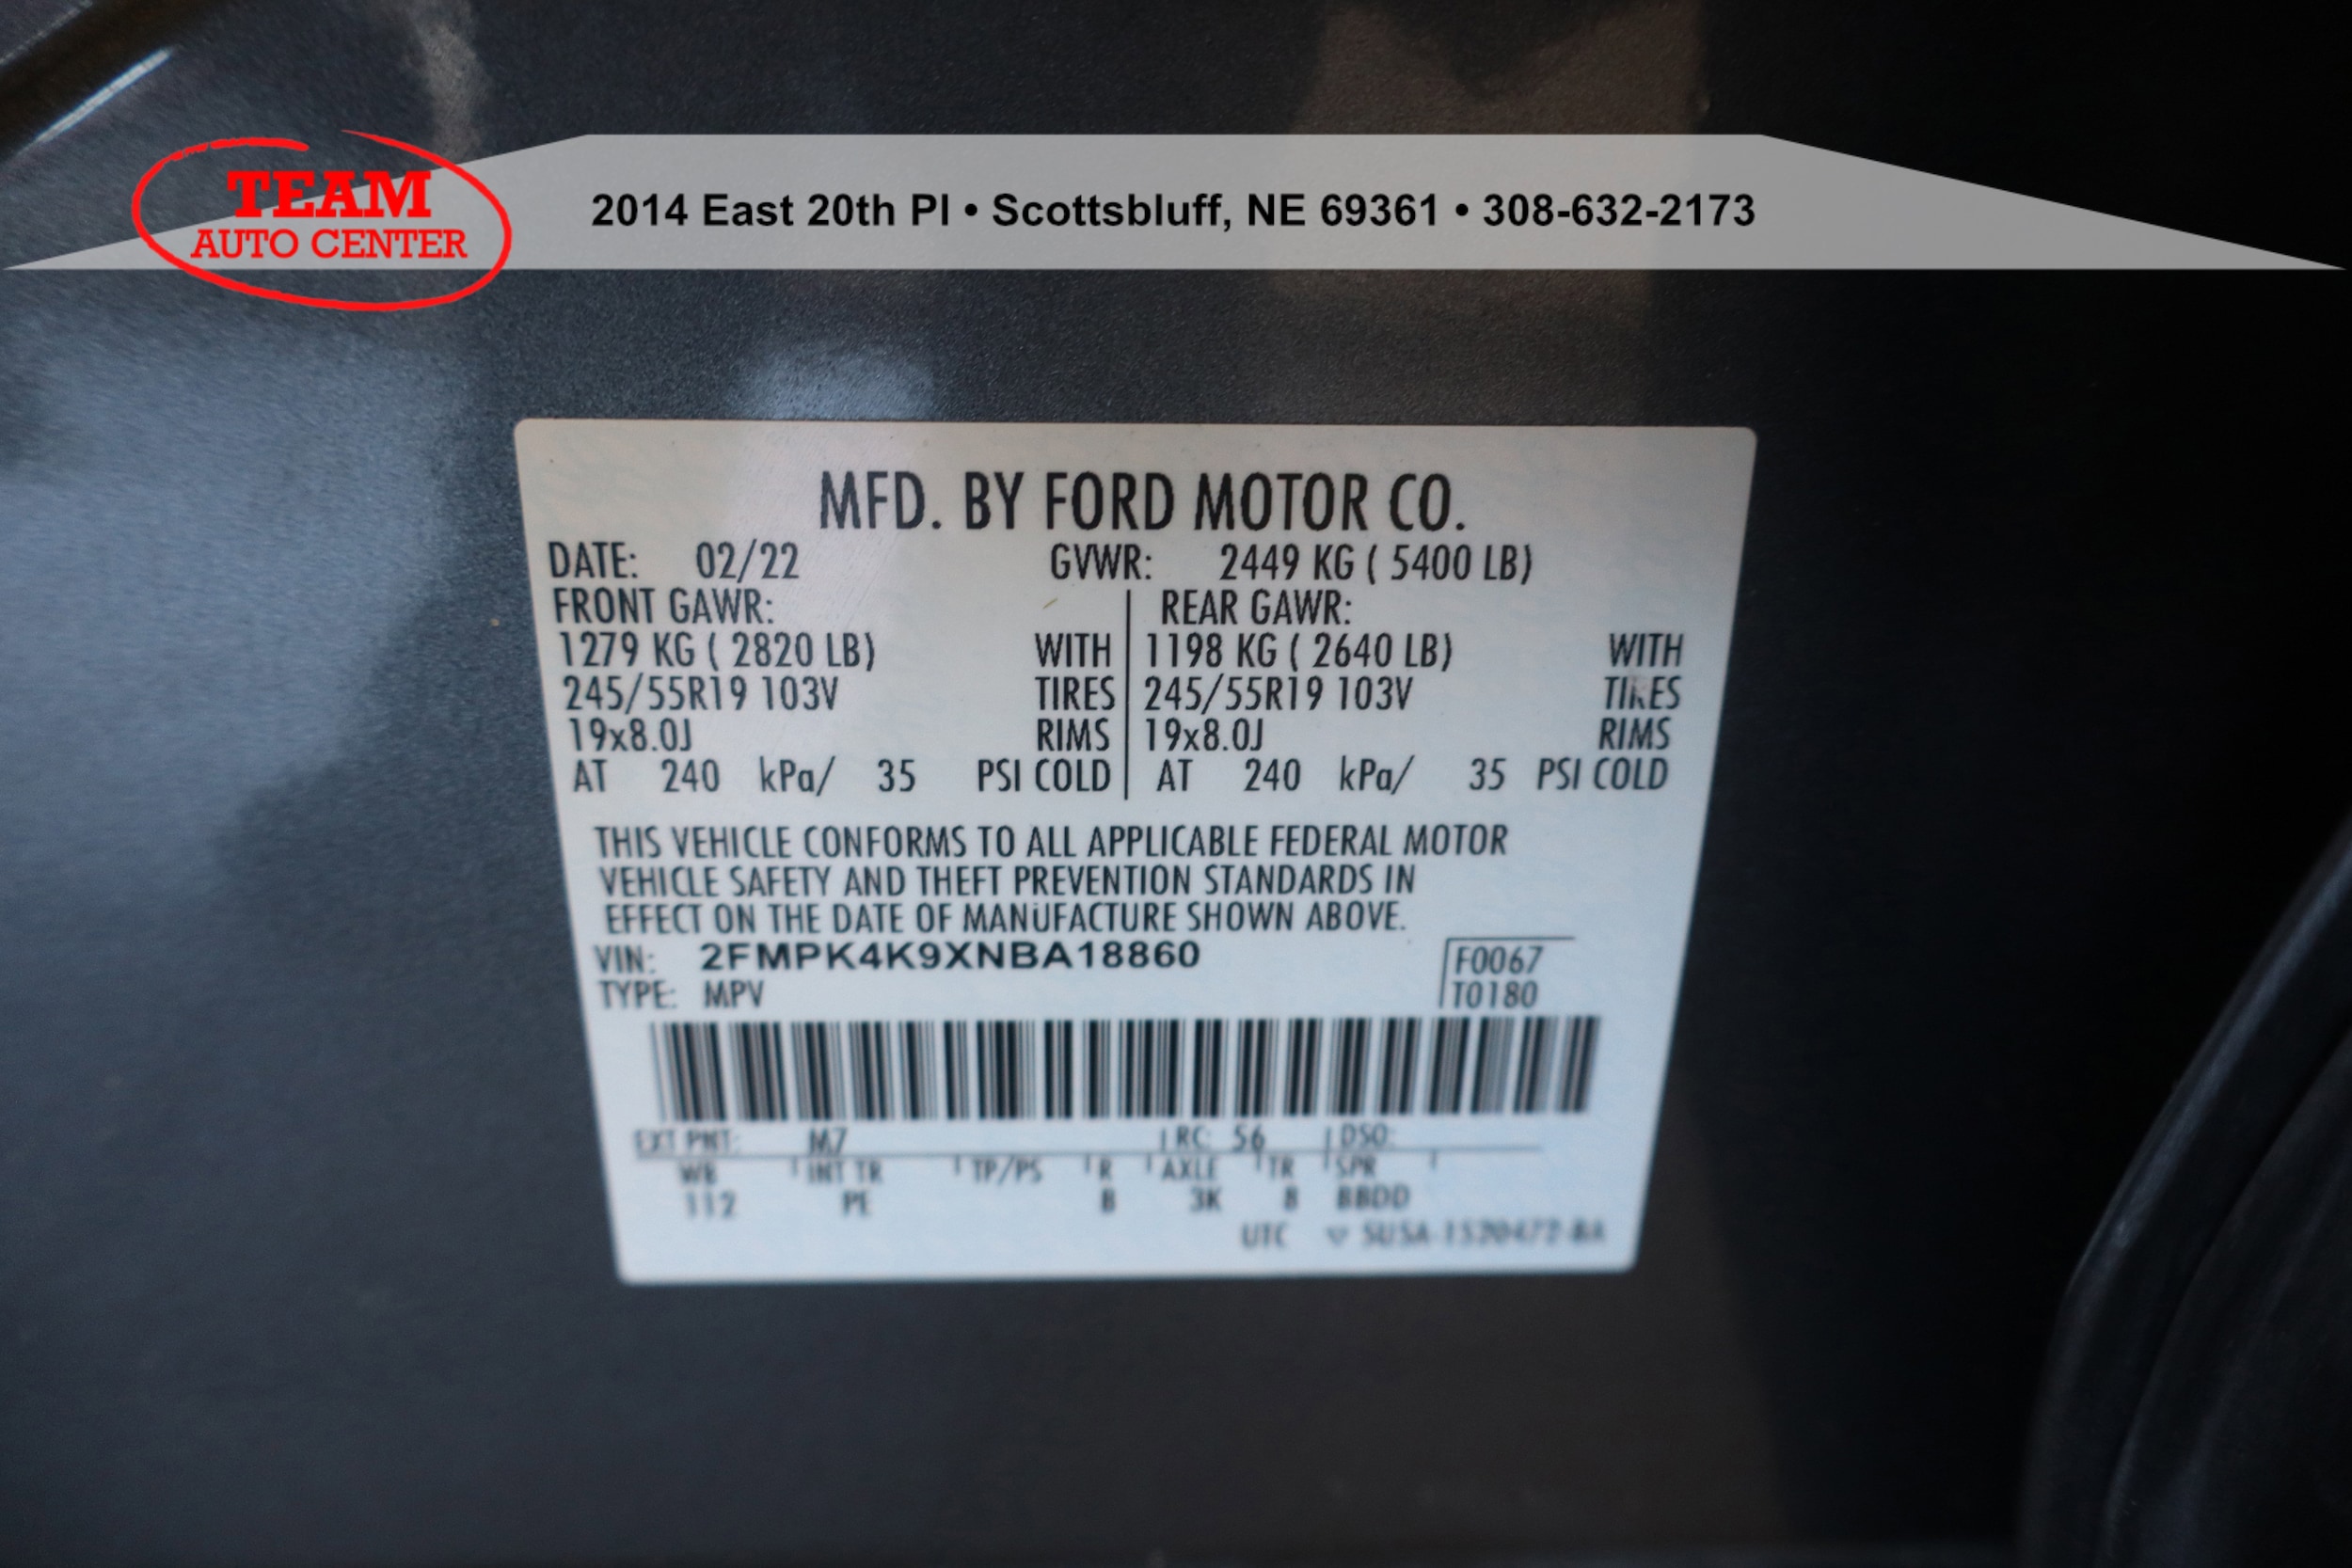 TEAM
AUTO CENTER
2014 East 20th Pl • Scottsbluff, NE 69361 • 308-632-2173
MFD. BY FORD MOTOR CO.
DATE: 02/22 GVWR: 2449 KG ( 5400 LB)
FRONT GAWR: REAR GAWR:
1279 KG ( 2820 LB) WITH 1198 KG ( 2640 LB) WITH
245/55R19 103V TIRES 245/55R19 103V TIRES
19x8.0J RIMS 19x8.0J RIMS
AT 240 kPa/ 35 PSI COLD AT 240 kPa/ 35 PSI COLD
THIS VEHICLE CONFORMS TO ALL APPLICABLE FEDERAL MOTOR
VEHICLE SAFETY AND THEFT PREVENTION STANDARDS IN
EFFECT ON THE DATE OF MANUFACTURE SHOWN ABOVE.
VIN: 2FMPK4K9XNBA18860 F0067
TYPE: MPV T0180
EXT PNT: M7 RC: 56 DSO:
WB INT TR TP/PS R AXLE TR SPR
112 PE B 3K 8 BBDD
UTC 5USA-1520472-BA